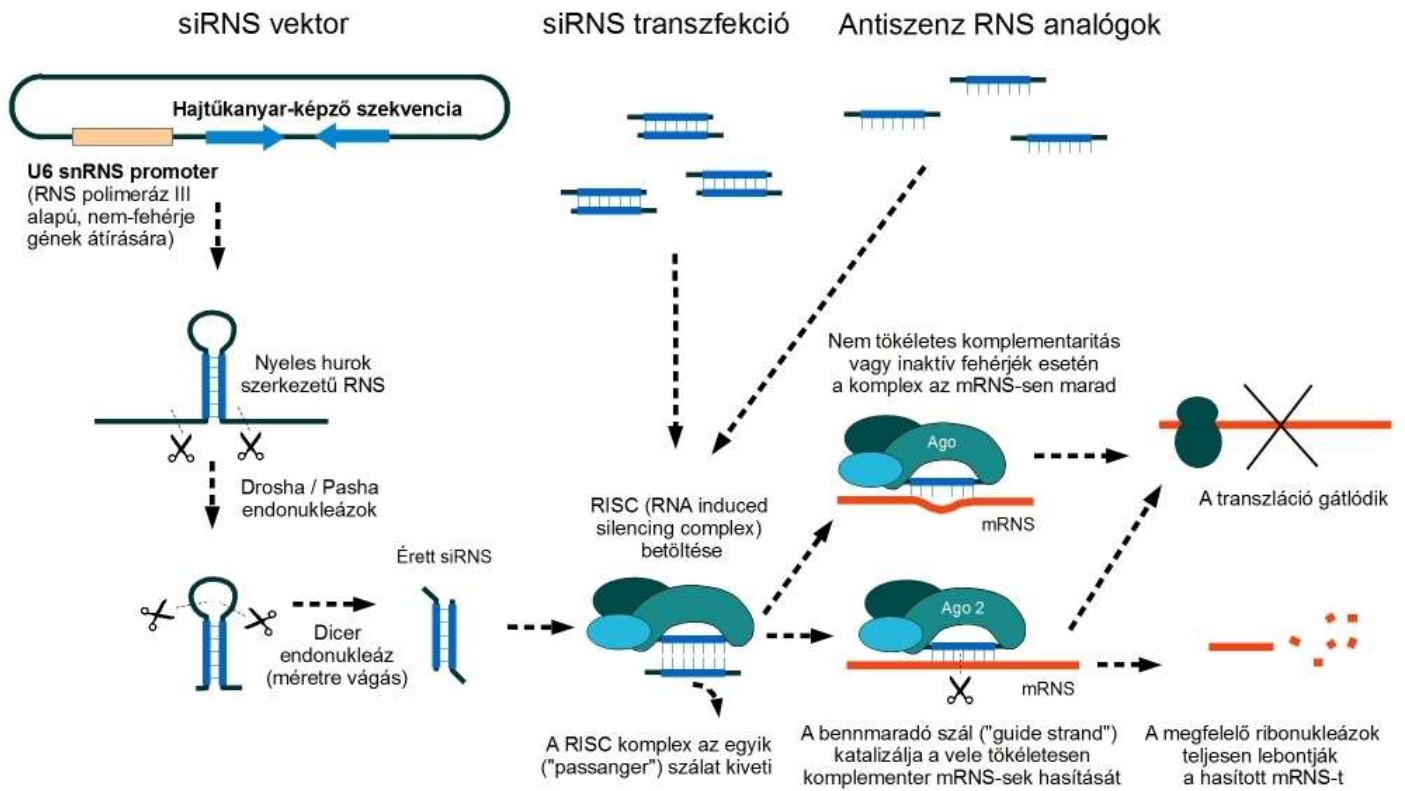 siRNS vektor
siRNS transzfekció
Antiszenz RNS analógok
Hajtűkanyar-képző szekvencia
U6 snRNS promoter
(RNS polimeráz III
alapú, nem-fehérje
gének átírására)
Nyeles hurok
szerkezetű RNS
Drosha / Pasha
endonukleázok
Érett siRNS
Dicer
endonukleáz
(méretre vágás)
RISC (RNA induced
silencing complex)
betöltése
A RISC komplex az egyik
("passanger") szálat kiveti
Nem tökéletes komplementaritás
vagy inaktív fehérjék esetén
a komplex az mRNS-sen marad
Ago
mRNS
A transzláció gátlódik
Ago 2
mRNS
A bennmaradó szál ("guide strand")
katalizálja a vele tökéletesen
komplementer mRNS-sek hasítását
A megfelelő ribonukleázok
teljesen lebontják
a hasított mRNS-t